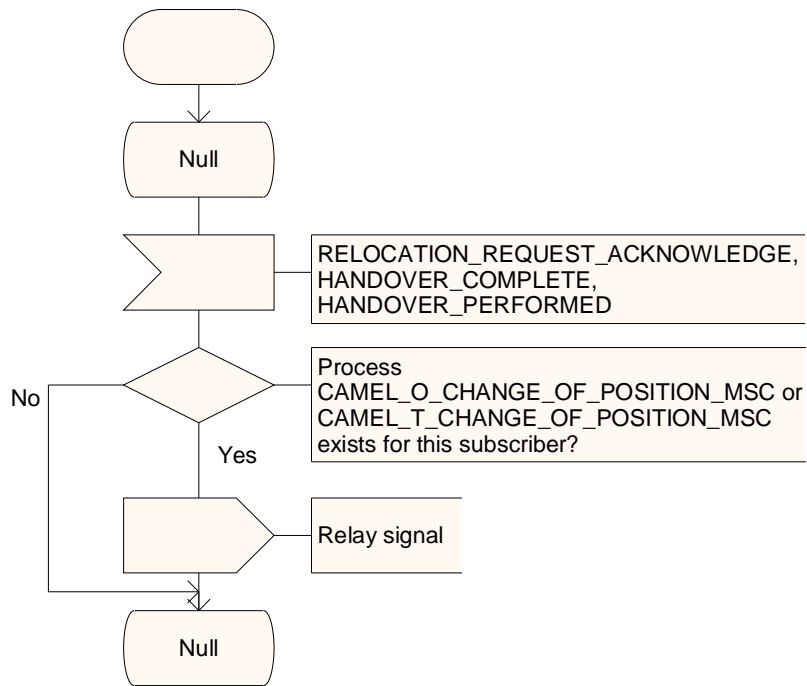 Null
RELOCATION_REQUEST_ACKNOWLEDGE,
HANDOVER_COMPLETE,
HANDOVER_PERFORMED
No
Process
CAMEL_O_CHANGE_OF_POSITION_MSC or
CAMEL_T_CHANGE_OF_POSITION_MSC
exists for this subscriber?
Yes
Relay signal
Null